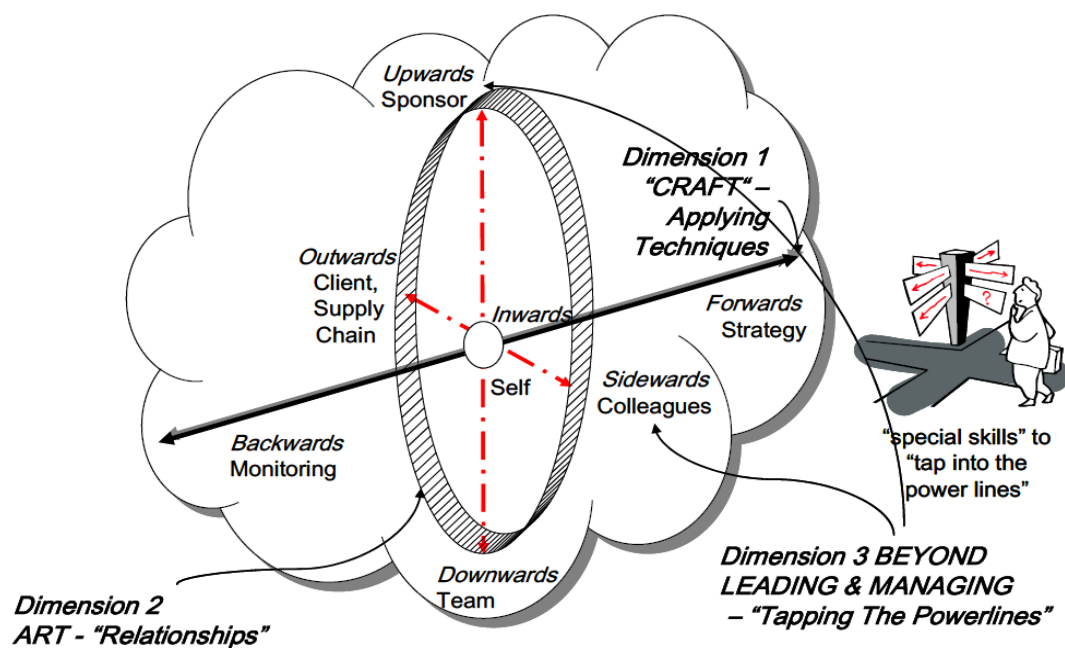 Upwards
Sponsor
Dimension 1
“CRAFT“ –
Applying
Techniques
Outwards
Client,
Supply
Chain
Inwards
Forwards
Strategy
?
Self
Sidewards
Colleagues
Backwards
Monitoring
“special skills” to
“tap into the
power lines”
Downwards
Team
Dimension 3 BEYOND
LEADING & MANAGING
– “Tapping The Powerlines”
Dimension 2
ART - “Relationships”